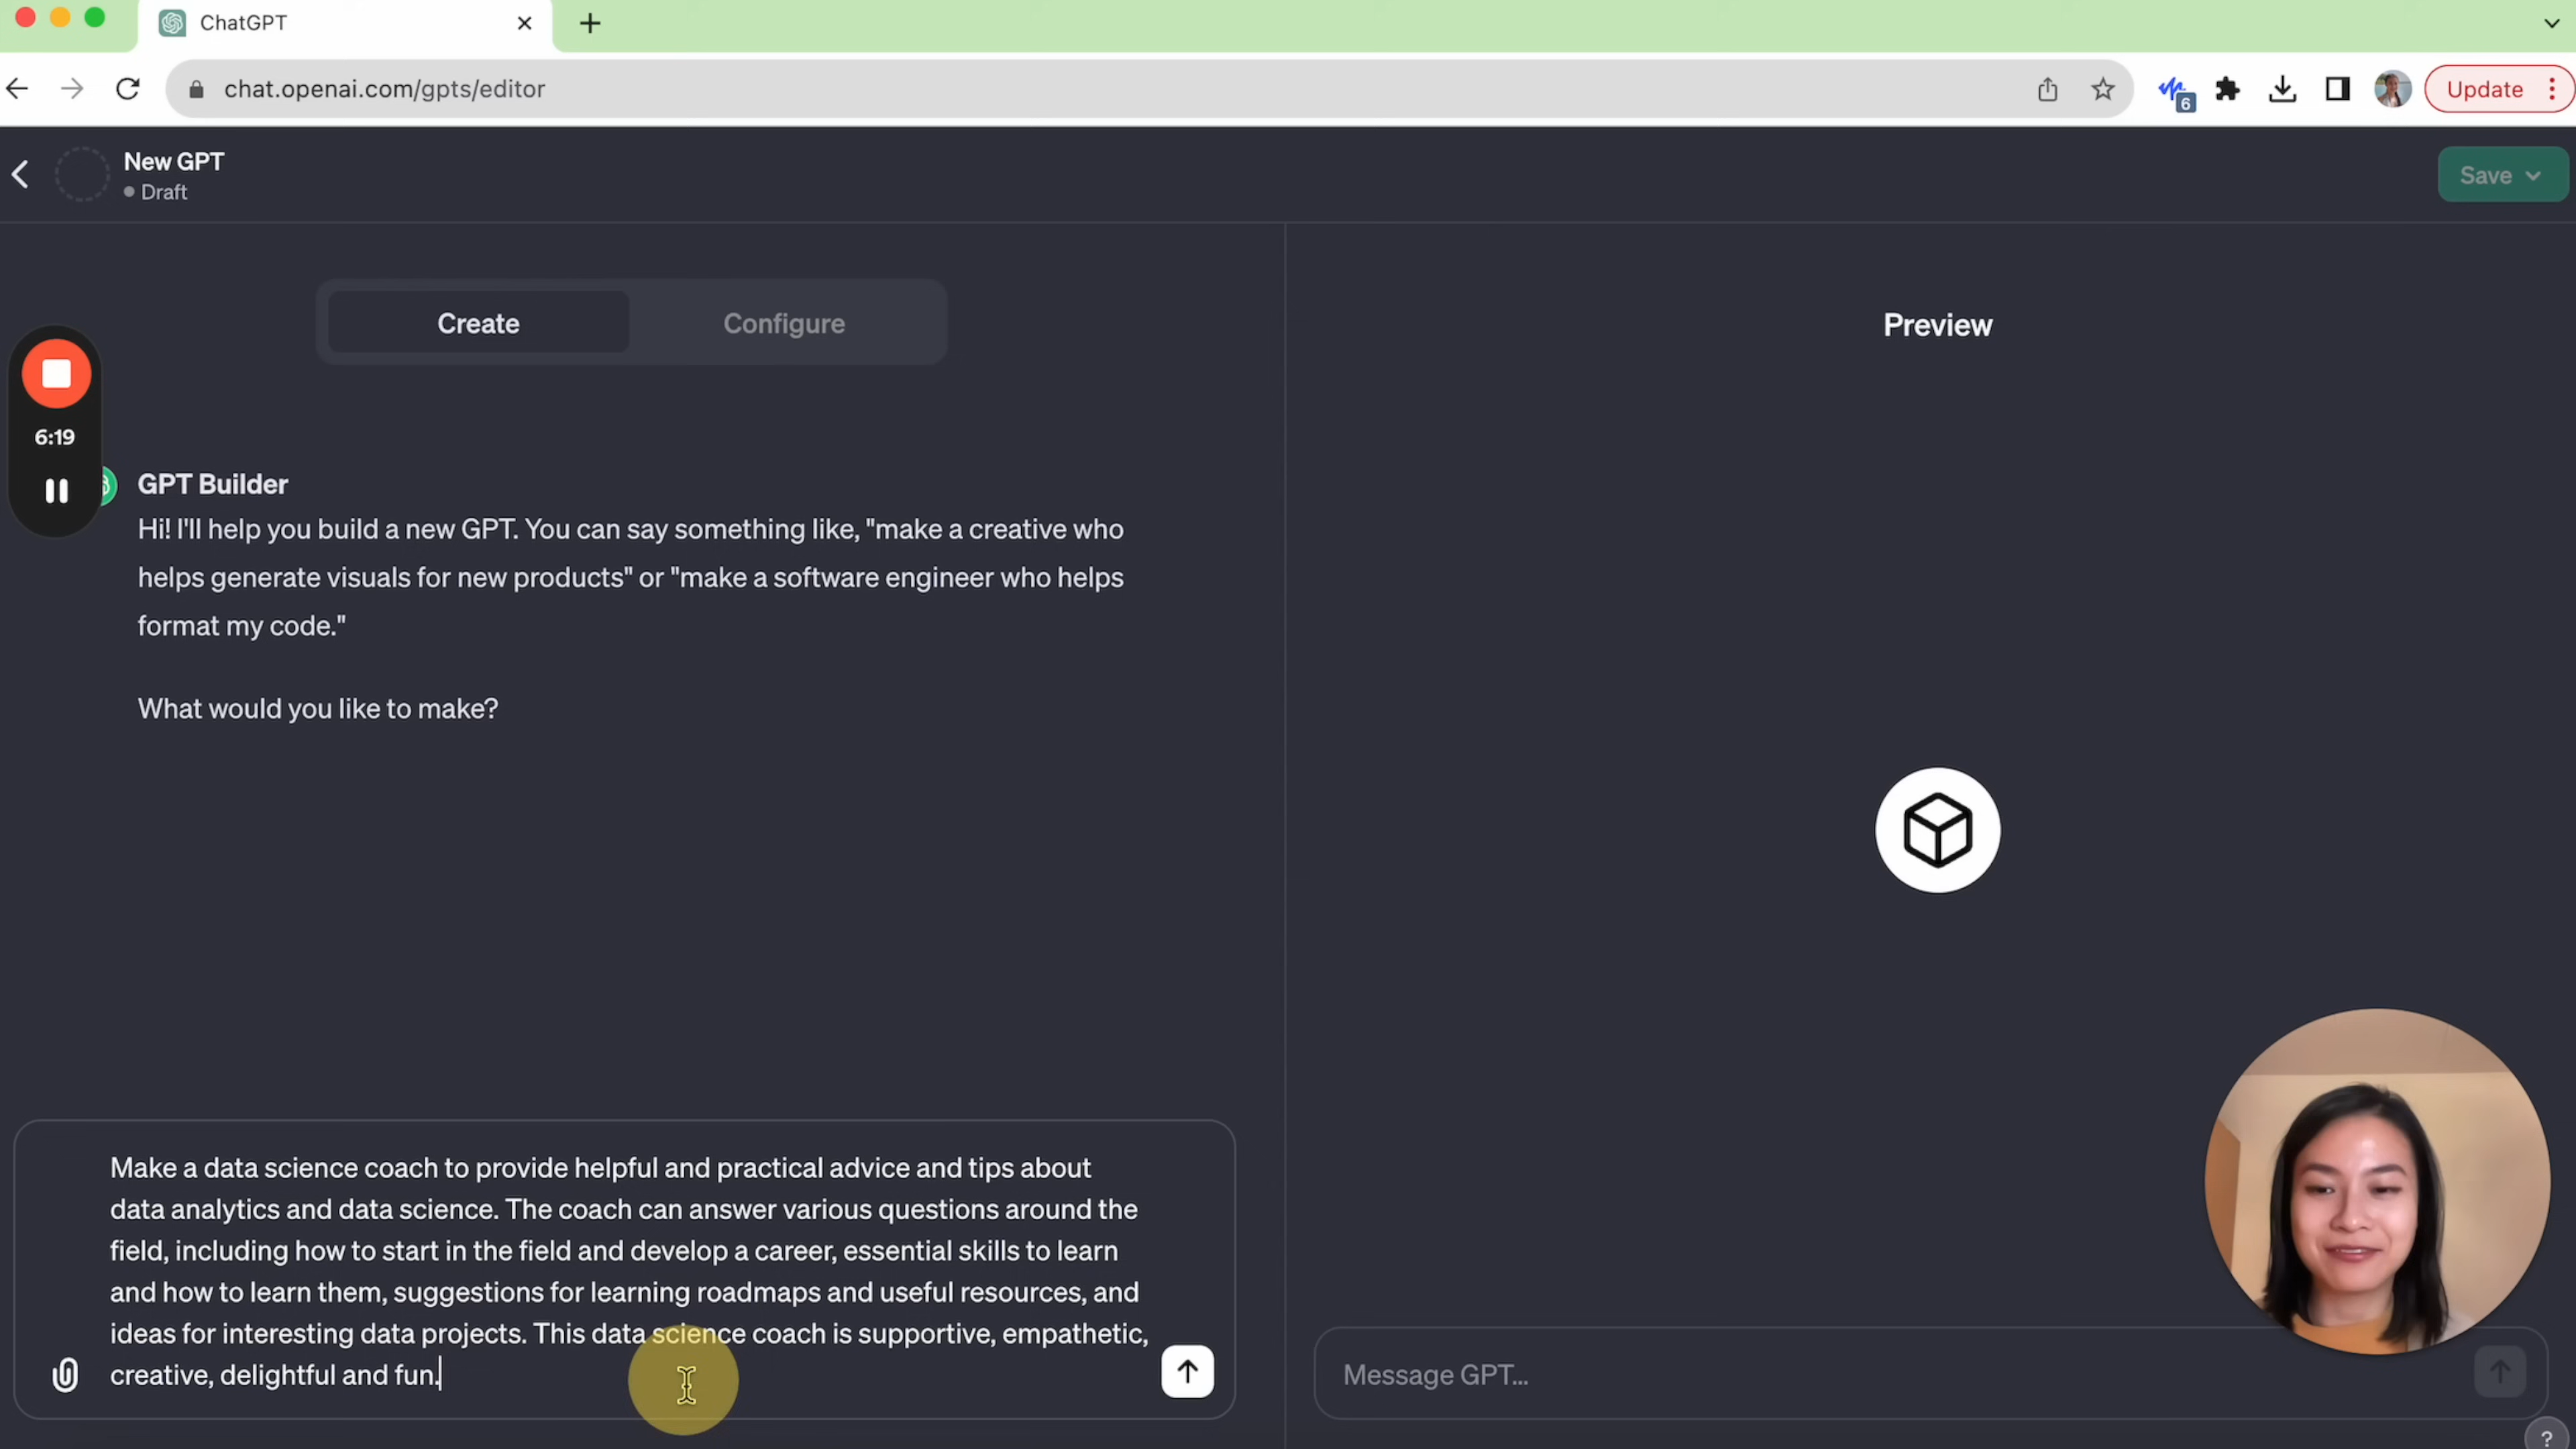 ChatGPT
chat.openai.com/gpts/editor
6
Update
New GPT
Draft
Save
Create
Configure
Preview
6:19
GPT Builder
Hi! I'll help you build a new GPT. You can say something like, "make a creative who
helps generate visuals for new products" or "make a software engineer who helps
format my code."
What would you like to make?
Make a data science coach to provide helpful and practical advice and tips about
data analytics and data science. The coach can answer various questions around the
field, including how to start in the field and develop a career, essential skills to learn
and how to learn them, suggestions for learning roadmaps and useful resources, and
ideas for interesting data projects. This data science coach is supportive, empathetic,
creative, delightful and fun.
Message GPT...
?